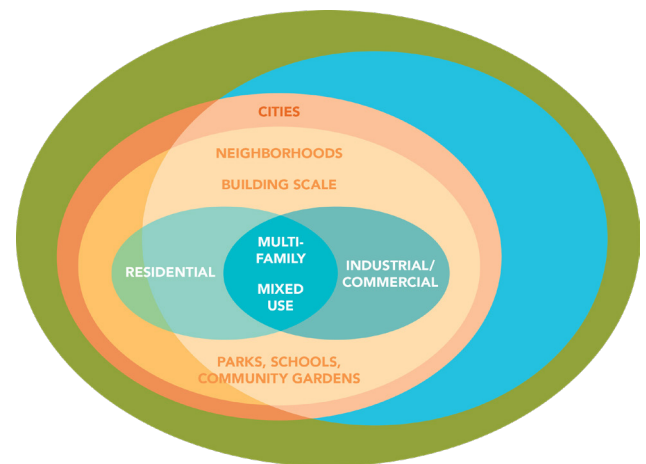 CITIES
NEIGHBORHOODS
BUILDING SCALE
RESIDENTIAL
MULTI-
FAMILY
MIXED
USE
INDUSTRIAL/
COMMERCIAL
PARKS, SCHOOLS,
COMMUNITY GARDENS